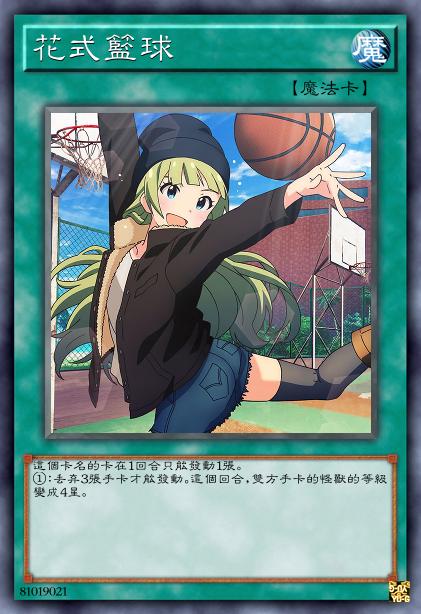 花式籃球
魔
【魔法卡】
這個卡名的卡在1回合只能發動1張。
①:丟弃3張手卡才能發動。這個回合,雙方手卡的怪獸的等級
變成4星。
81019021